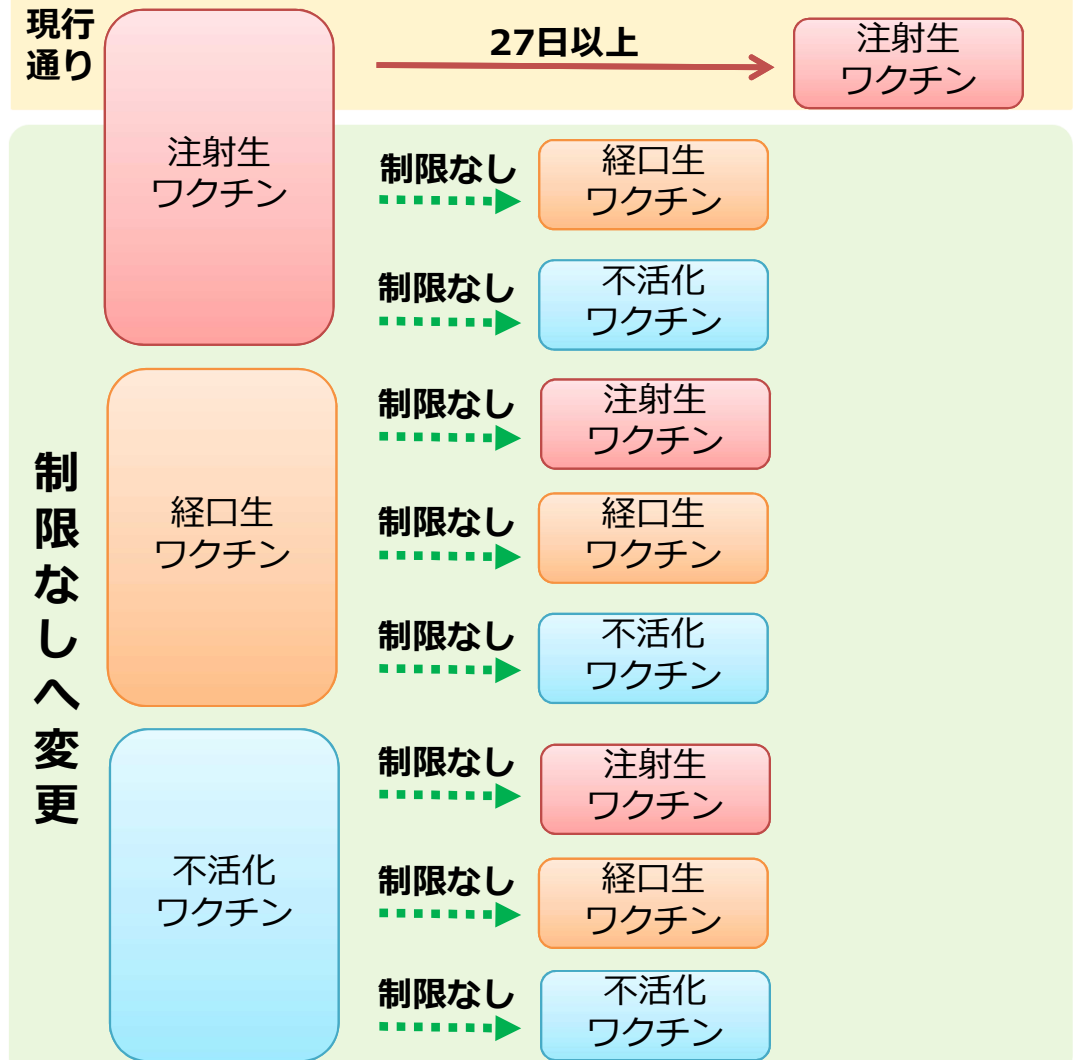 現行
通り
27日以上
注射生
ワクチン
注射生
ワクチン
制限なし
経口生
ワクチン
制限なし
不活化
ワクチン
制限なしへ変更
経口生
ワクチン
制限なし
注射生
ワクチン
制限なし
経口生
ワクチン
制限なし
不活化
ワクチン
不活化
ワクチン
制限なし
注射生
ワクチン
制限なし
経口生
ワクチン
制限なし
不活化
ワクチン